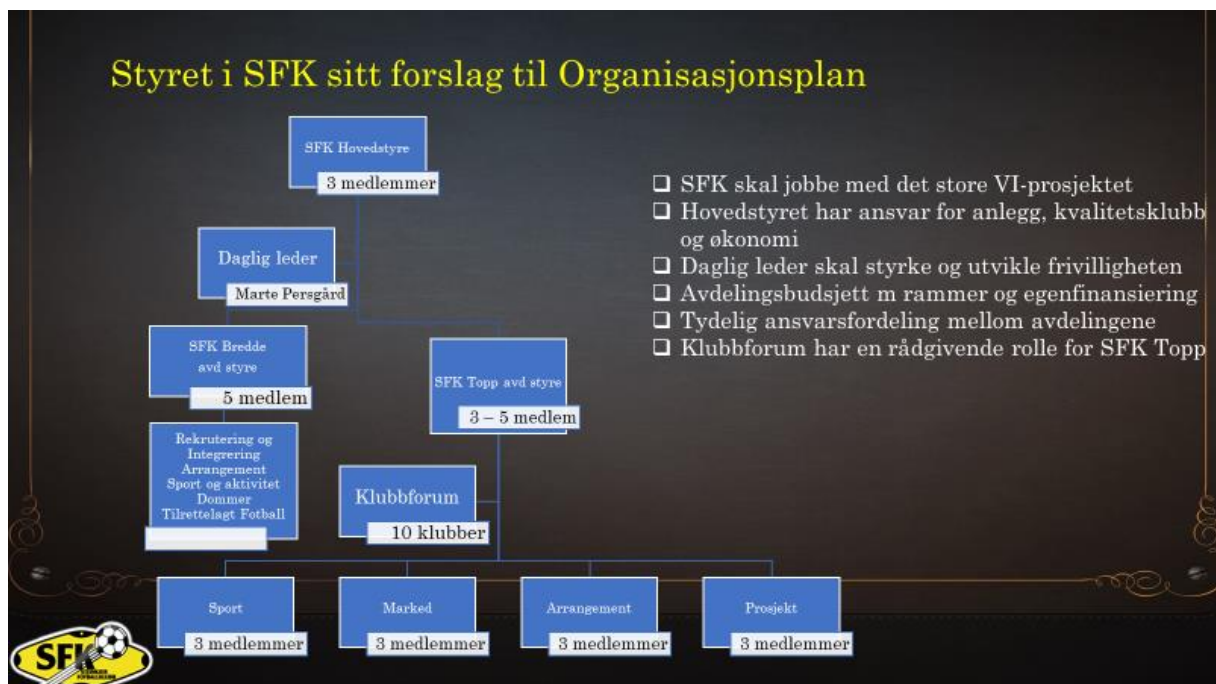 Styret i SFK sitt forslag til Organisasjonsplan
SFK Hovedstyre
3 medlemmer
Daglig leder
Marte Persgård
SFK Bredde
avd styre
5 medlem
Rekrutering og
Integrering
Arrangement
Sport og aktivitet
Dommer
Tilrettelagt Fotball
SFK Topp avd styre
3 – 5 medlem
Klubbforum
10 klubber
Sport
3 medlemmer
Marked
3 medlemmer
Arrangement
3 medlemmer
Prosjekt
3 medlemmer
❑ SFK skal jobbe med det store VI-prosjektet
❑ Hovedstyret har ansvar for anlegg, kvalitetsklubb
og økonomi
❑ Daglig leder skal styrke og utvikle frivilligheten
❑ Avdelingsbudsjett m rammer og egenfinansiering
❑ Tydelig ansvarsfordeling mellom avdelingene
❑ Klubbforum har en rådgivende rolle for SFK Topp
SFK